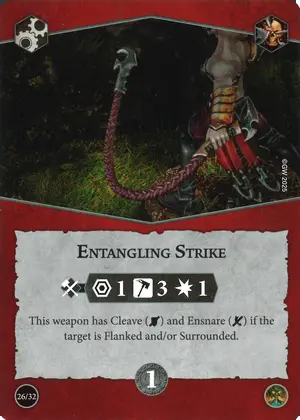 ©GW 2025
ENTANGLING STRIKE
1 3 1
This weapon has Cleave () and Ensnare () if the
target is Flanked and/or Surrounded.
1
26/32